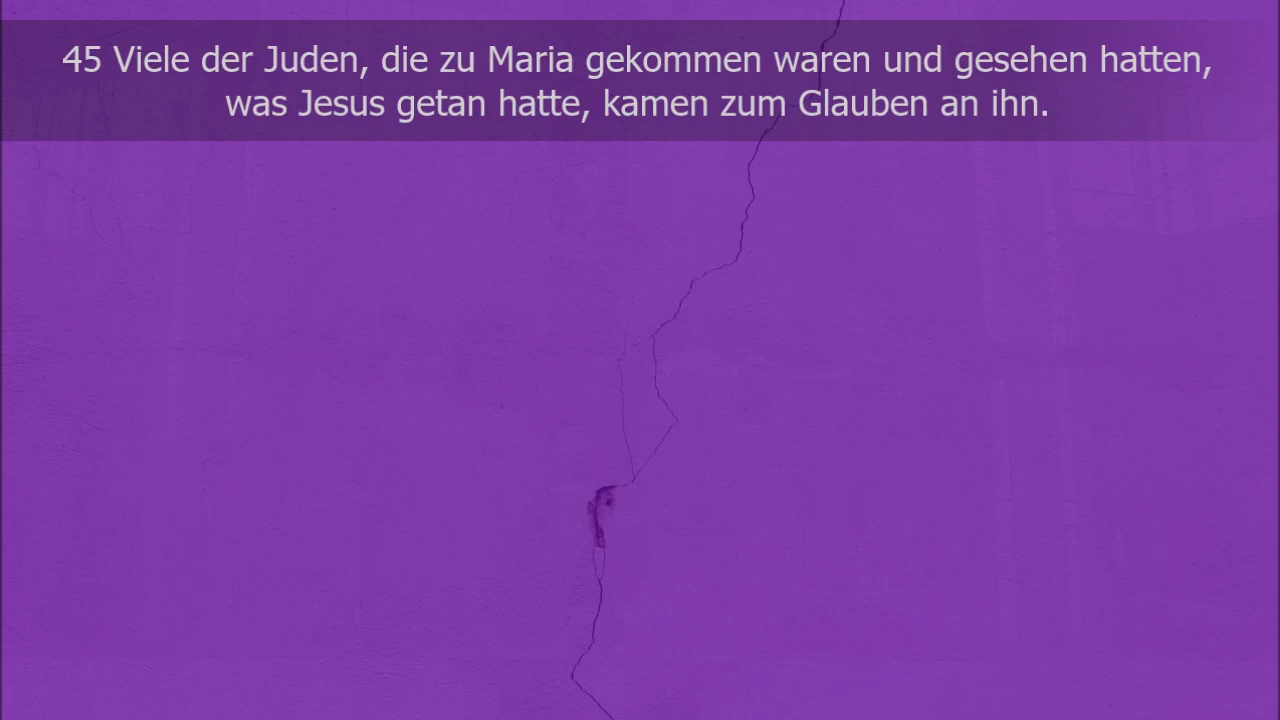 45 Viele der Juden, die zu Maria gekommen waren und gesehen hatten,
was Jesus getan hatte, kamen zum Glauben an ihn.